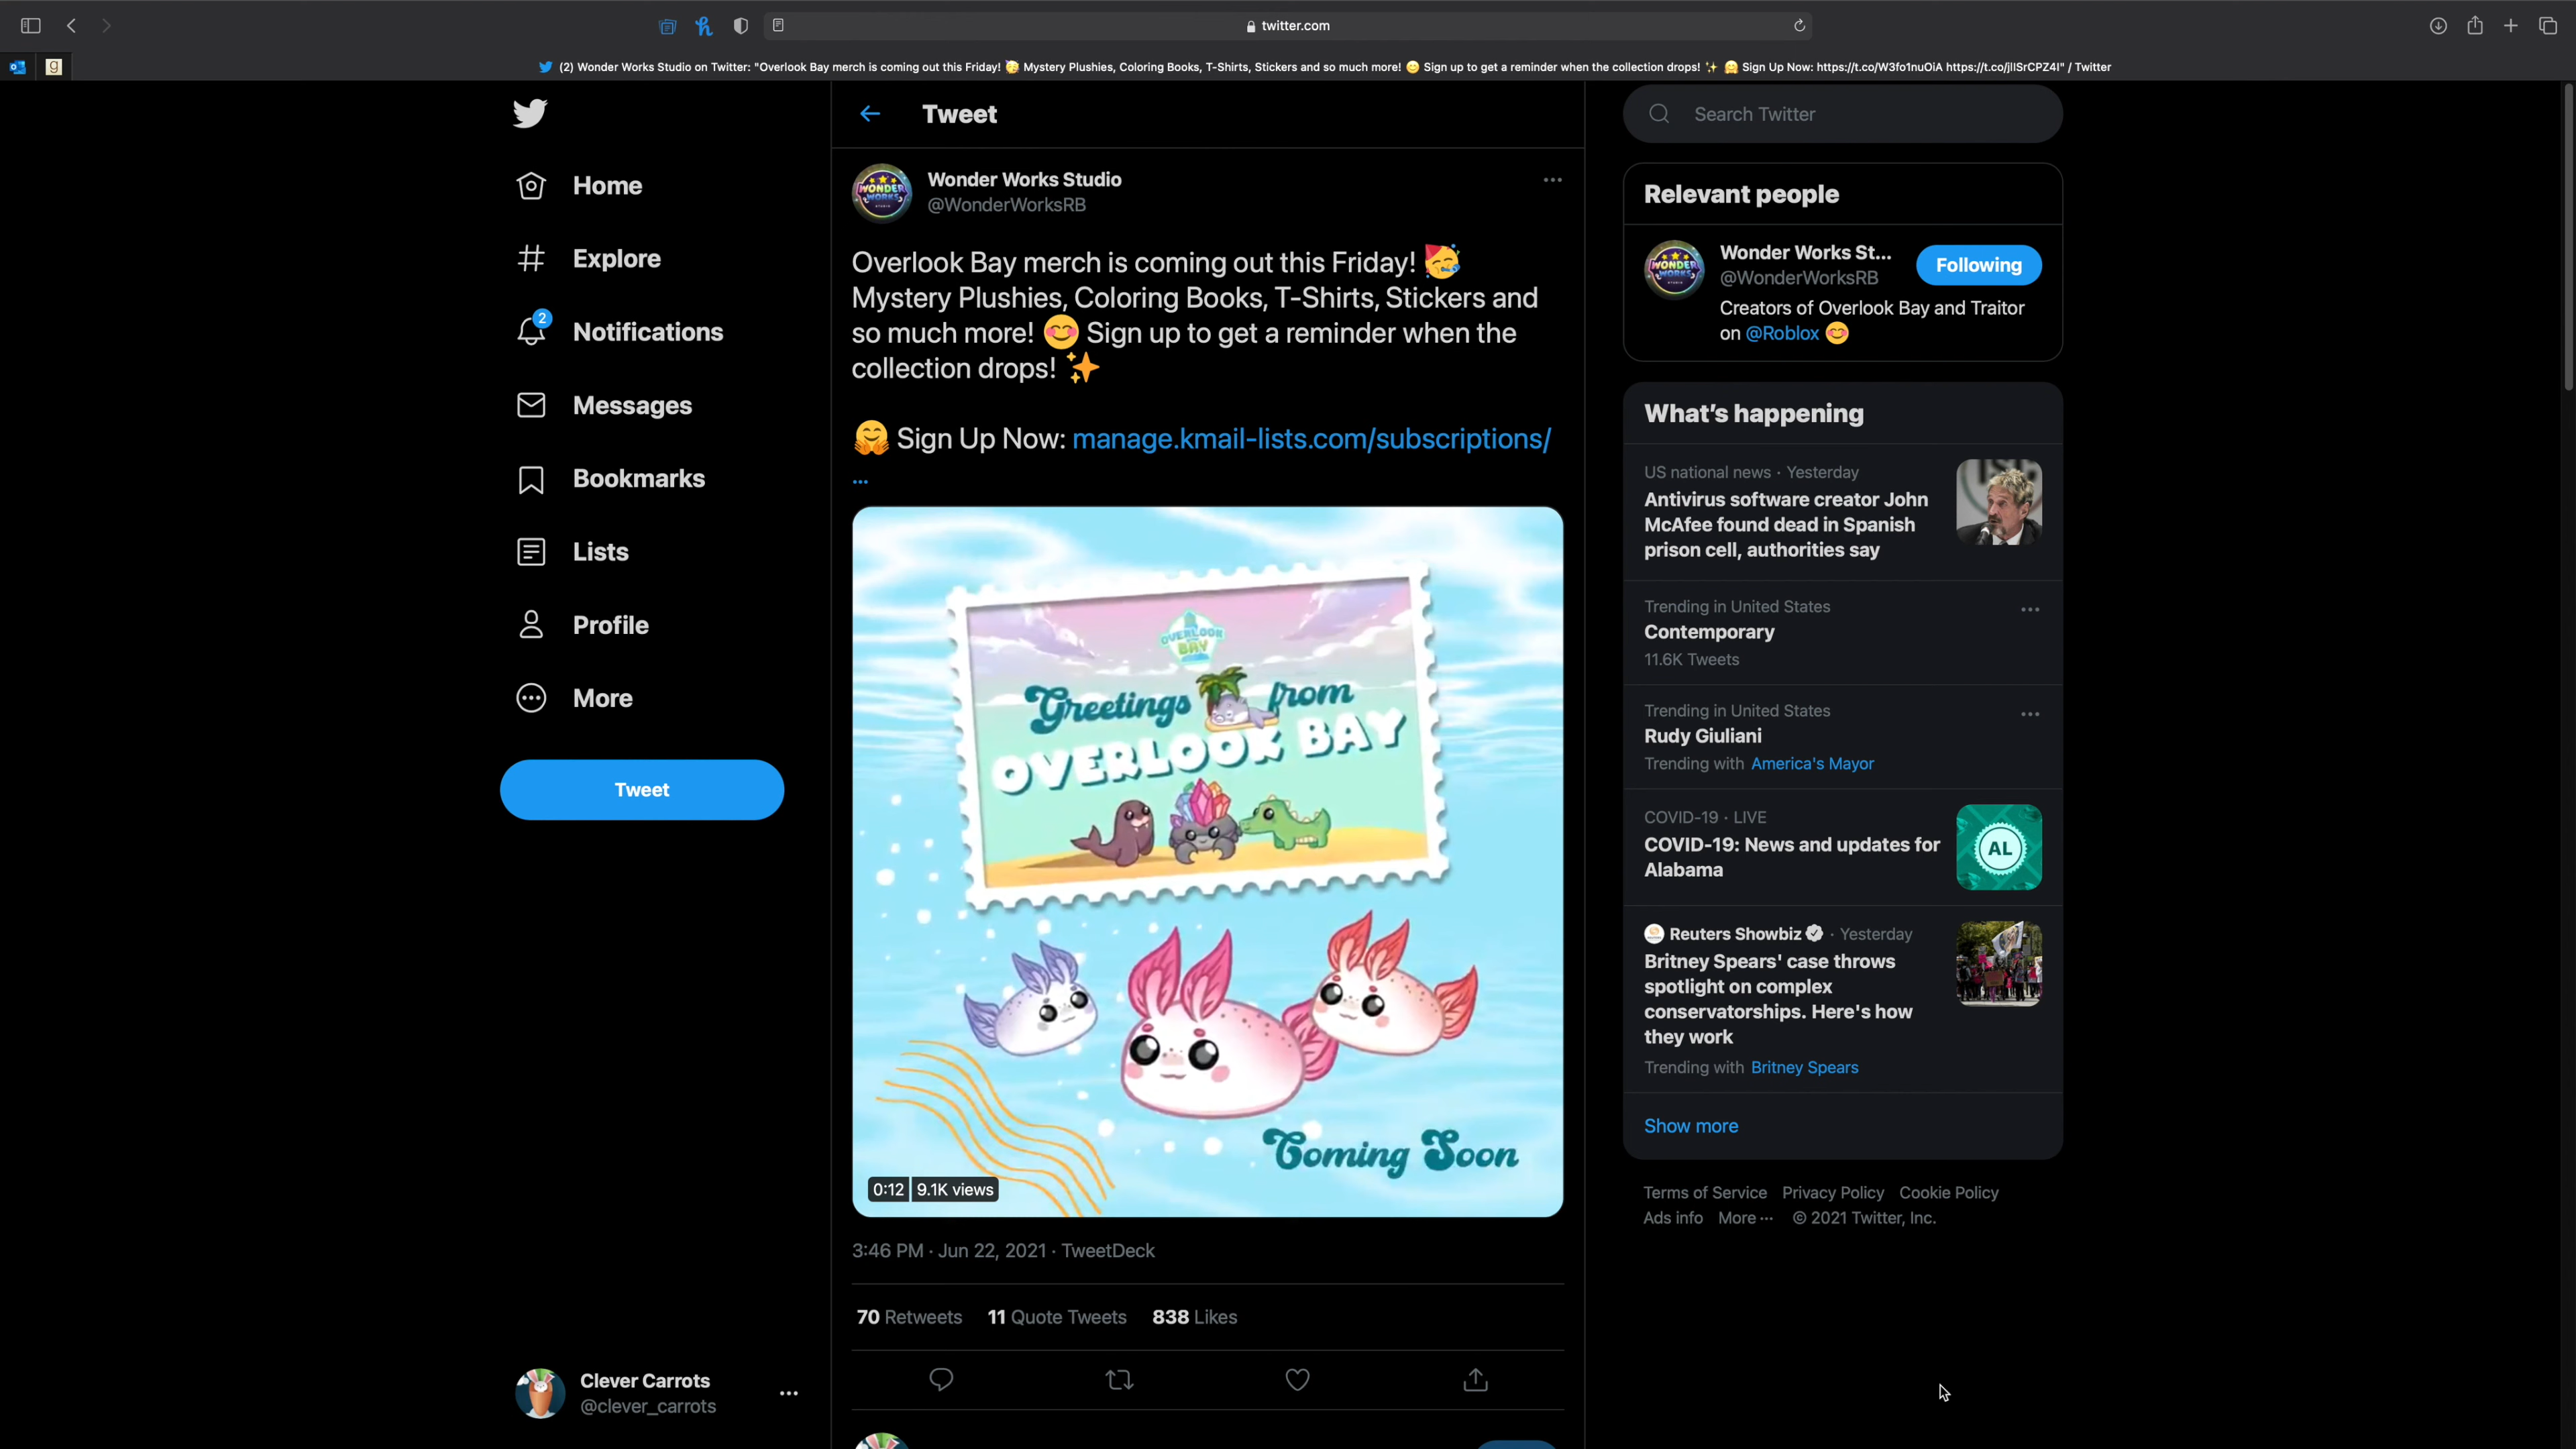 twitter.com
g
(2) Wonder Works Studio on Twitter: "Overlook Bay merch is coming out this Friday! 🥳 Mystery Plushies, Coloring Books, T-Shirts, Stickers and so much more! 😊 Sign up to get a reminder when the collection drops! ✨ 🤗 Sign Up Now: https://t.co/W3fo1nuOiA https://t.co/jlISrCPZ4I" / Twitter
Home
Explore
2
Notifications
Messages
Bookmarks
Lists
Profile
More
Tweet
Clever Carrots
@clever_carrots
Tweet
WONDER
WORKS
STUDIO
Wonder Works Studio
@WonderWorksRB
Overlook Bay merch is coming out this Friday! 🥳
Mystery Plushies, Coloring Books, T-Shirts, Stickers and
so much more! 😊 Sign up to get a reminder when the
collection drops! ✨
🤗 Sign Up Now: manage.kmail-lists.com/subscriptions/
...
OVERLOOK
BAY
Greetings from
OVERLOOK BAY
Coming Soon
0:12 9.1K views
3:46 PM · Jun 22, 2021 · TweetDeck
70 Retweets 11 Quote Tweets 838 Likes
Search Twitter
Relevant people
WONDER
WORKS
Wonder Works St...
@WonderWorksRB
Following
Creators of Overlook Bay and Traitor
on @Roblox 😊
What's happening
US national news · Yesterday
Antivirus software creator John
McAfee found dead in Spanish
prison cell, authorities say
Trending in United States
Contemporary
11.6K Tweets
Trending in United States
Rudy Giuliani
Trending with America's Mayor
COVID-19 · LIVE
COVID-19: News and updates for
Alabama
AL
Reuters Showbiz · Yesterday
Britney Spears' case throws
spotlight on complex
conservatorships. Here's how
they work
Trending with Britney Spears
Show more
Terms of Service Privacy Policy Cookie Policy
Ads info More ··· © 2021 Twitter, Inc.